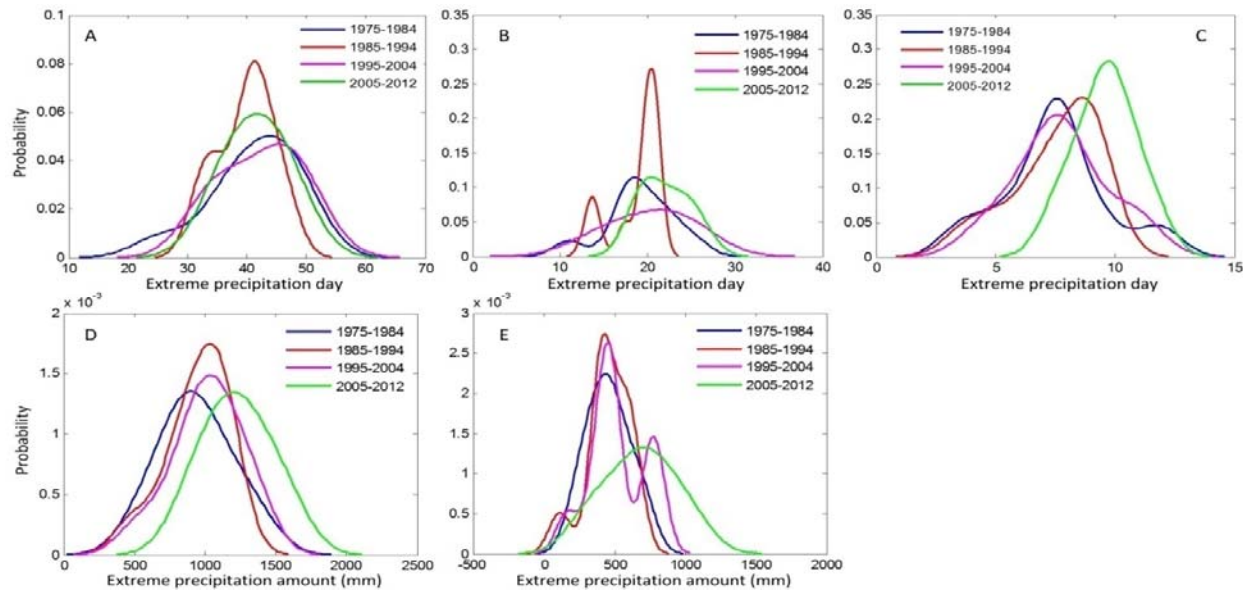 A
1975-1984
1985-1994
1995-2004
2005-2012
0.1
0.08
0.06
0.04
0.02
0
10 20 30 40 50 60 70
Probability
Extreme precipitation day
B
1975-1984
1985-1994
1995-2004
2005-2012
0.35
0.3
0.25
0.2
0.15
0.1
0.05
0
0 10 20 30 40
Extreme precipitation day
C
1975-1984
1985-1994
1995-2004
2005-2012
0.35
0.3
0.25
0.2
0.15
0.1
0.05
0
0 5 10 15
Extreme precipitation day
D
x 10⁻³
1975-1984
1985-1994
1995-2004
2005-2012
2
1.5
1
0.5
0
0 500 1000 1500 2000 2500
Probability
Extreme precipitation amount (mm)
E
x 10⁻³
1975-1984
1985-1994
1995-2004
2005-2012
3
2.5
2
1.5
1
0.5
0
-500 0 500 1000 1500 2000
Extreme precipitation amount (mm)